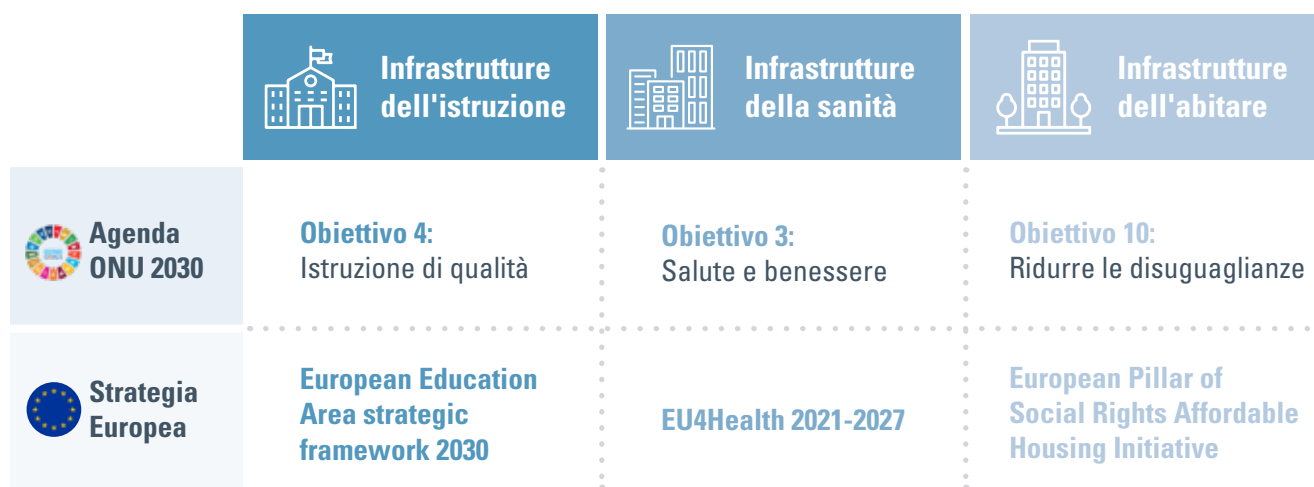 Infrastrutture
dell'istruzione
Infrastrutture
della sanità
Infrastrutture
dell'abitare
Agenda
ONU 2030
Obiettivo 4:
Istruzione di qualità
Obiettivo 3:
Salute e benessere
Obiettivo 10:
Ridurre le disuguaglianze
Strategia
Europea
European Education
Area strategic
framework 2030
EU4Health 2021-2027
European Pillar of
Social Rights Affordable
Housing Initiative